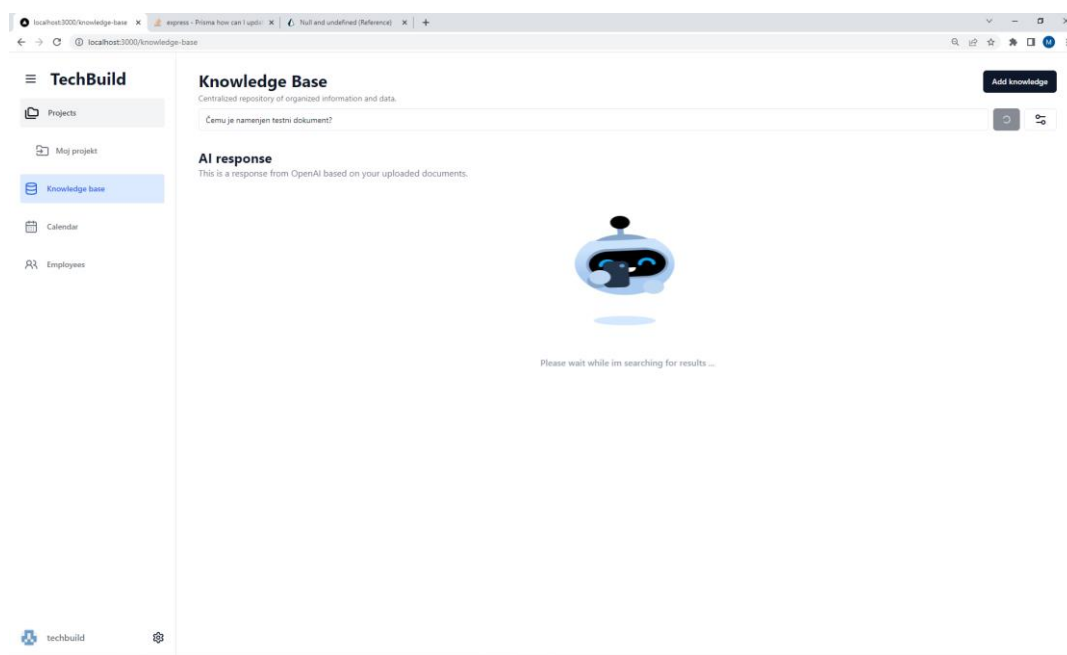 localhost:3000/knowledge-base
express - Prisma how can I updat
Null and undefined (Reference)
localhost:3000/knowledge-base
M
TechBuild
Projects
Moj projekt
Knowledge base
Calendar
Employees
techbuild
Knowledge Base
Centralized repository of organized information and data.
Add knowledge
Čemu je namenjen testni dokument?
AI response
This is a response from OpenAI based on your uploaded documents.
Please wait while im searching for results ...